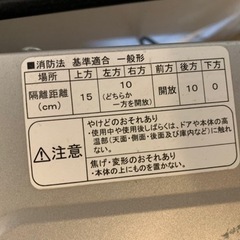 ■消防法 基準適合 一般形
場所 上方 左方 右方 前方 後方 下方
隔離距離(cm) 15 10(どちらか一方を開放) 開放 10 0
⚠注意
やけどのおそれあり
・使用中や使用後しばらくは、ドアや本体の高温部(天面・側面・後面及び庫内など)に触れない。
焦げ・変形のおそれあり
・本体の上にものを置かない。